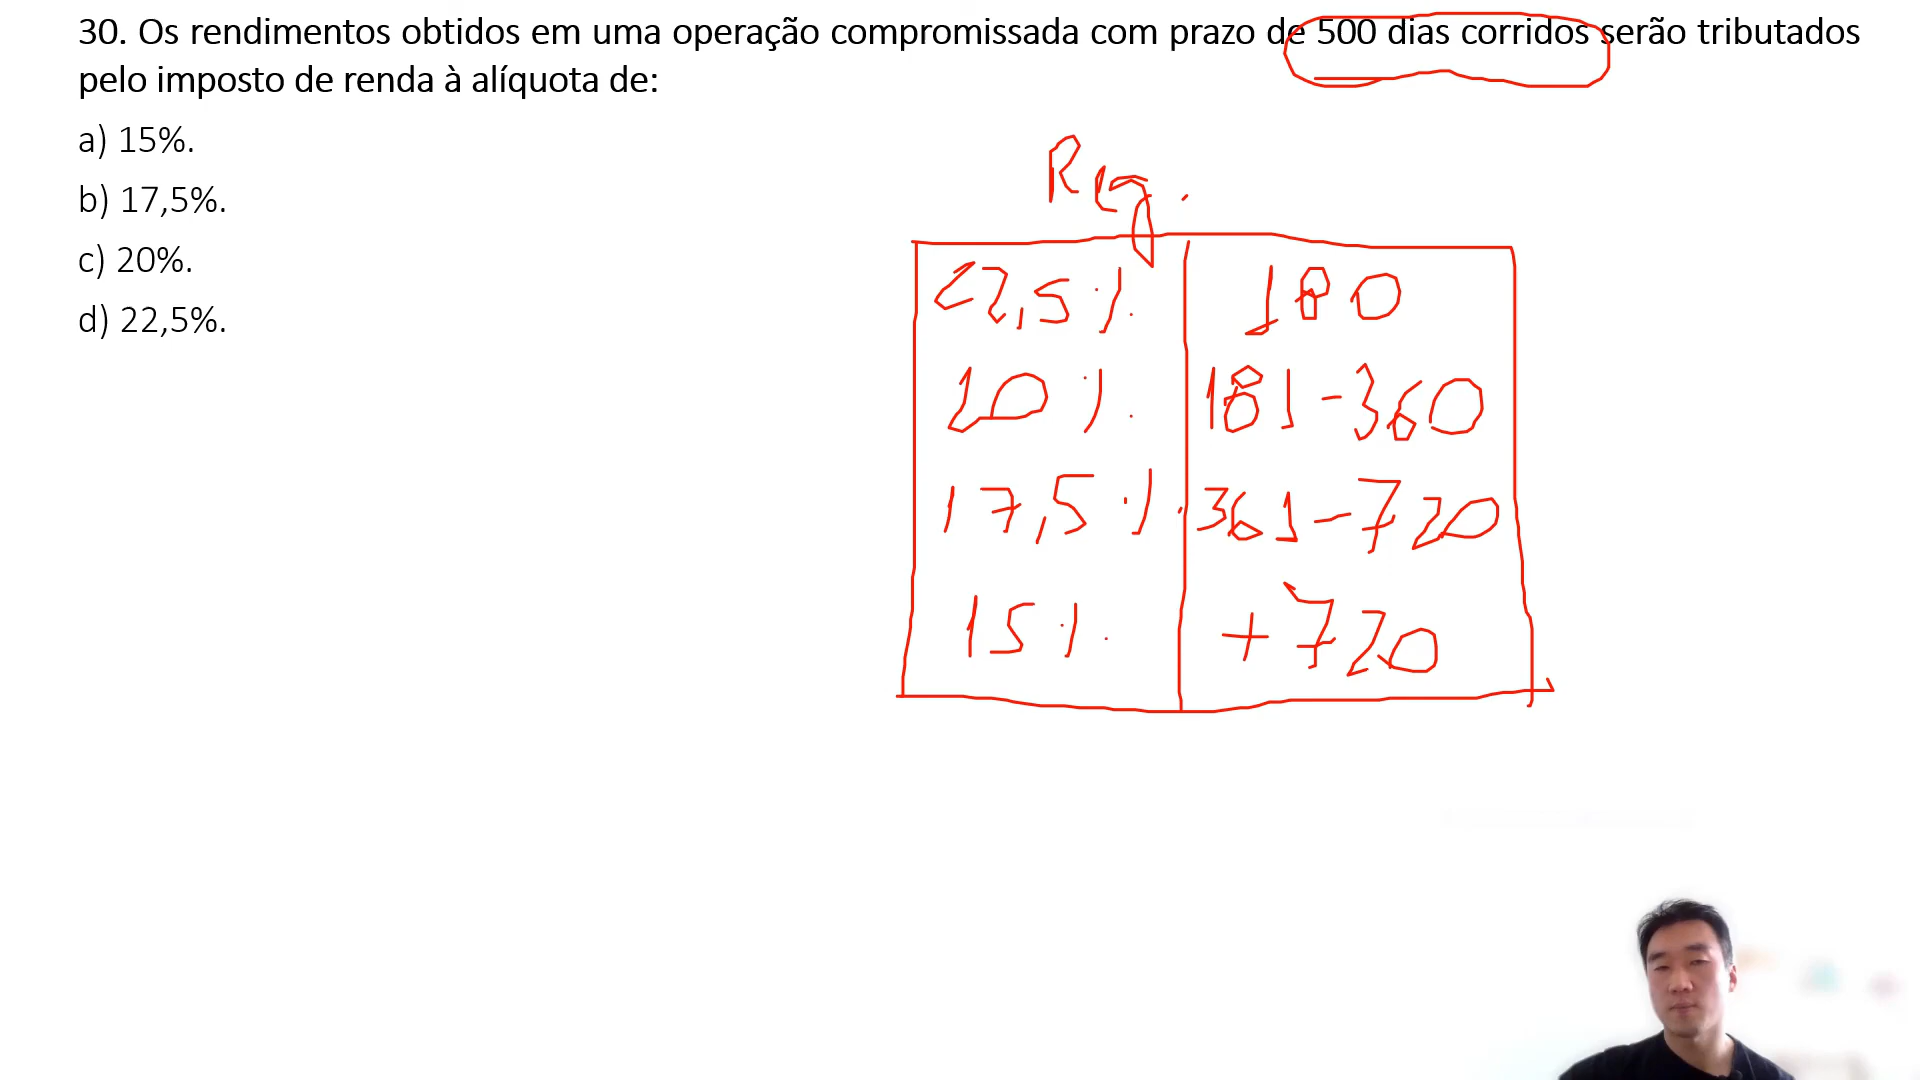 30. Os rendimentos obtidos em uma operação compromissada com prazo de 500 dias corridos serão tributados
pelo imposto de renda à alíquota de:
a) 15%.
b) 17,5%.
c) 20%.
d) 22,5%.
Reg.
22,5% 180
20% 181-360
17,5% 361-720
15% +720